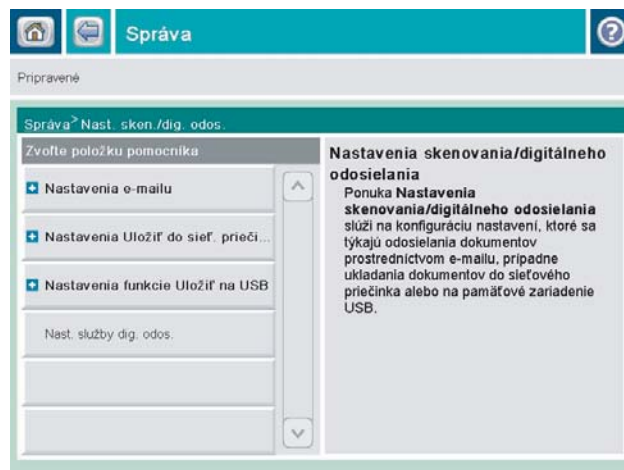 Správa
Pripravené
Správa>Nast. sken./dig. odos.
Zvoľte položku pomocníka
Nastavenia e-mailu
Nastavenia Uložiť do sieť. prieči...
Nastavenia funkcie Uložiť na USB
Nast. služby dig. odos.
Nastavenia skenovania/digitálneho
odosielania
Ponuka Nastavenia
skenovania/digitálneho odosielania
slúži na konfiguráciu nastavení, ktoré sa
týkajú odosielania dokumentov
prostredníctvom e-mailu, prípadne
ukladania dokumentov do sieťového
priečinka alebo na pamäťové zariadenie
USB.